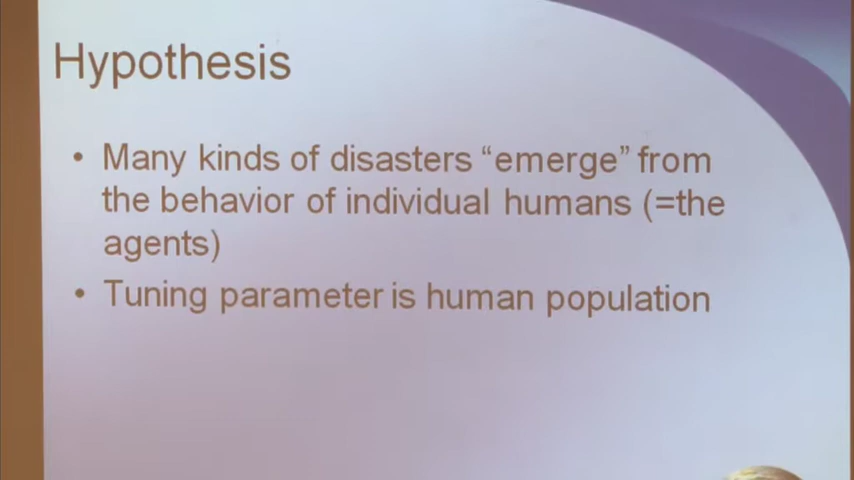 Hypothesis
• Many kinds of disasters “emerge” from
the behavior of individual humans (=the
agents)
• Tuning parameter is human population